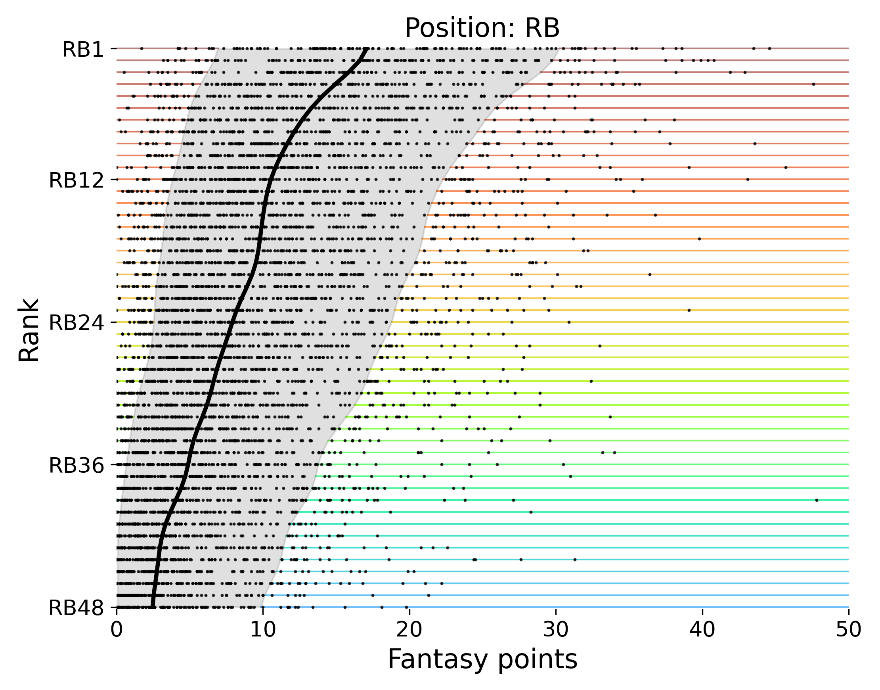 Position: RB
RB1
RB12
RB24
RB36
RB48
Rank
0 10 20 30 40 50
Fantasy points